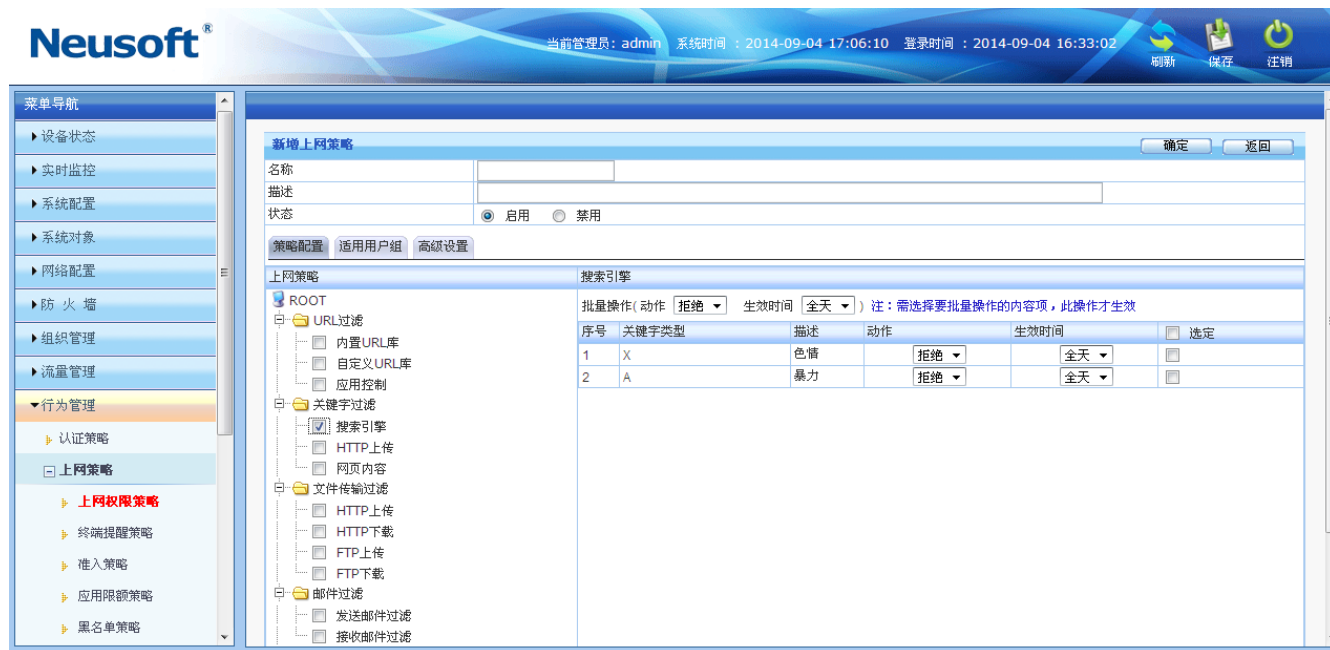 Neusoft®
当前管理员: admin 系统时间 : 2014-09-04 17:06:10 登录时间 : 2014-09-04 16:33:02
刷新 保存 注销
菜单导航
设备状态
实时监控
系统配置
系统对象
网络配置
防 火 墙
组织管理
流量管理
行为管理
认证策略
上网策略
上网权限策略
终端提醒策略
准入策略
应用限额策略
黑名单策略
新增上网策略 确定 返回
名称
描述
状态 启用 禁用
策略配置 适用用户组 高级设置
上网策略
ROOT
URL过滤
内置URL库
自定义URL库
应用控制
关键字过滤
搜索引擎
HTTP上传
网页内容
文件传输过滤
HTTP上传
HTTP下载
FTP上传
FTP下载
邮件过滤
发送邮件过滤
接收邮件过滤
搜索引擎
批量操作(动作 拒绝 生效时间 全天 ) 注：需选择要批量操作的内容项，此操作才生效
序号 关键字类型 描述 动作 生效时间 选定
1 X 色情 拒绝 全天
2 A 暴力 拒绝 全天